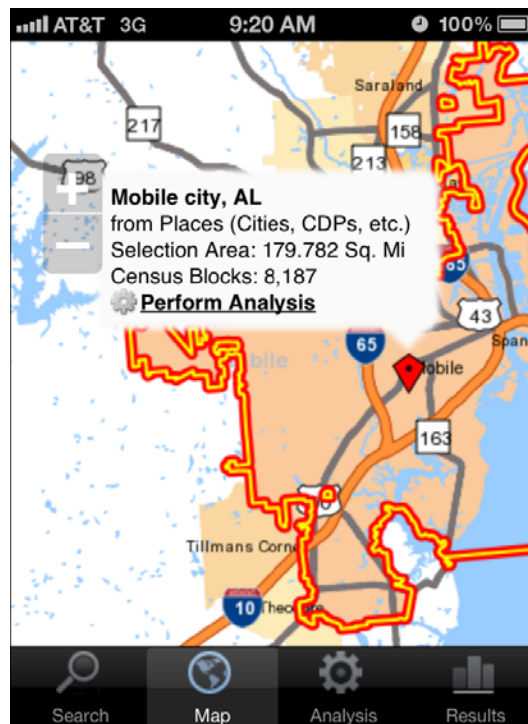 AT&T 3G 9:20 AM 100%
Saraland
217
158
213
98
Mobile city, AL
from Places (Cities, CDPs, etc.)
Selection Area: 179.782 Sq. Mi
Census Blocks: 8,187
Perform Analysis
65
43
Span
65
Mobile
163
Tillmans Corne
10
Search Map Analysis Results